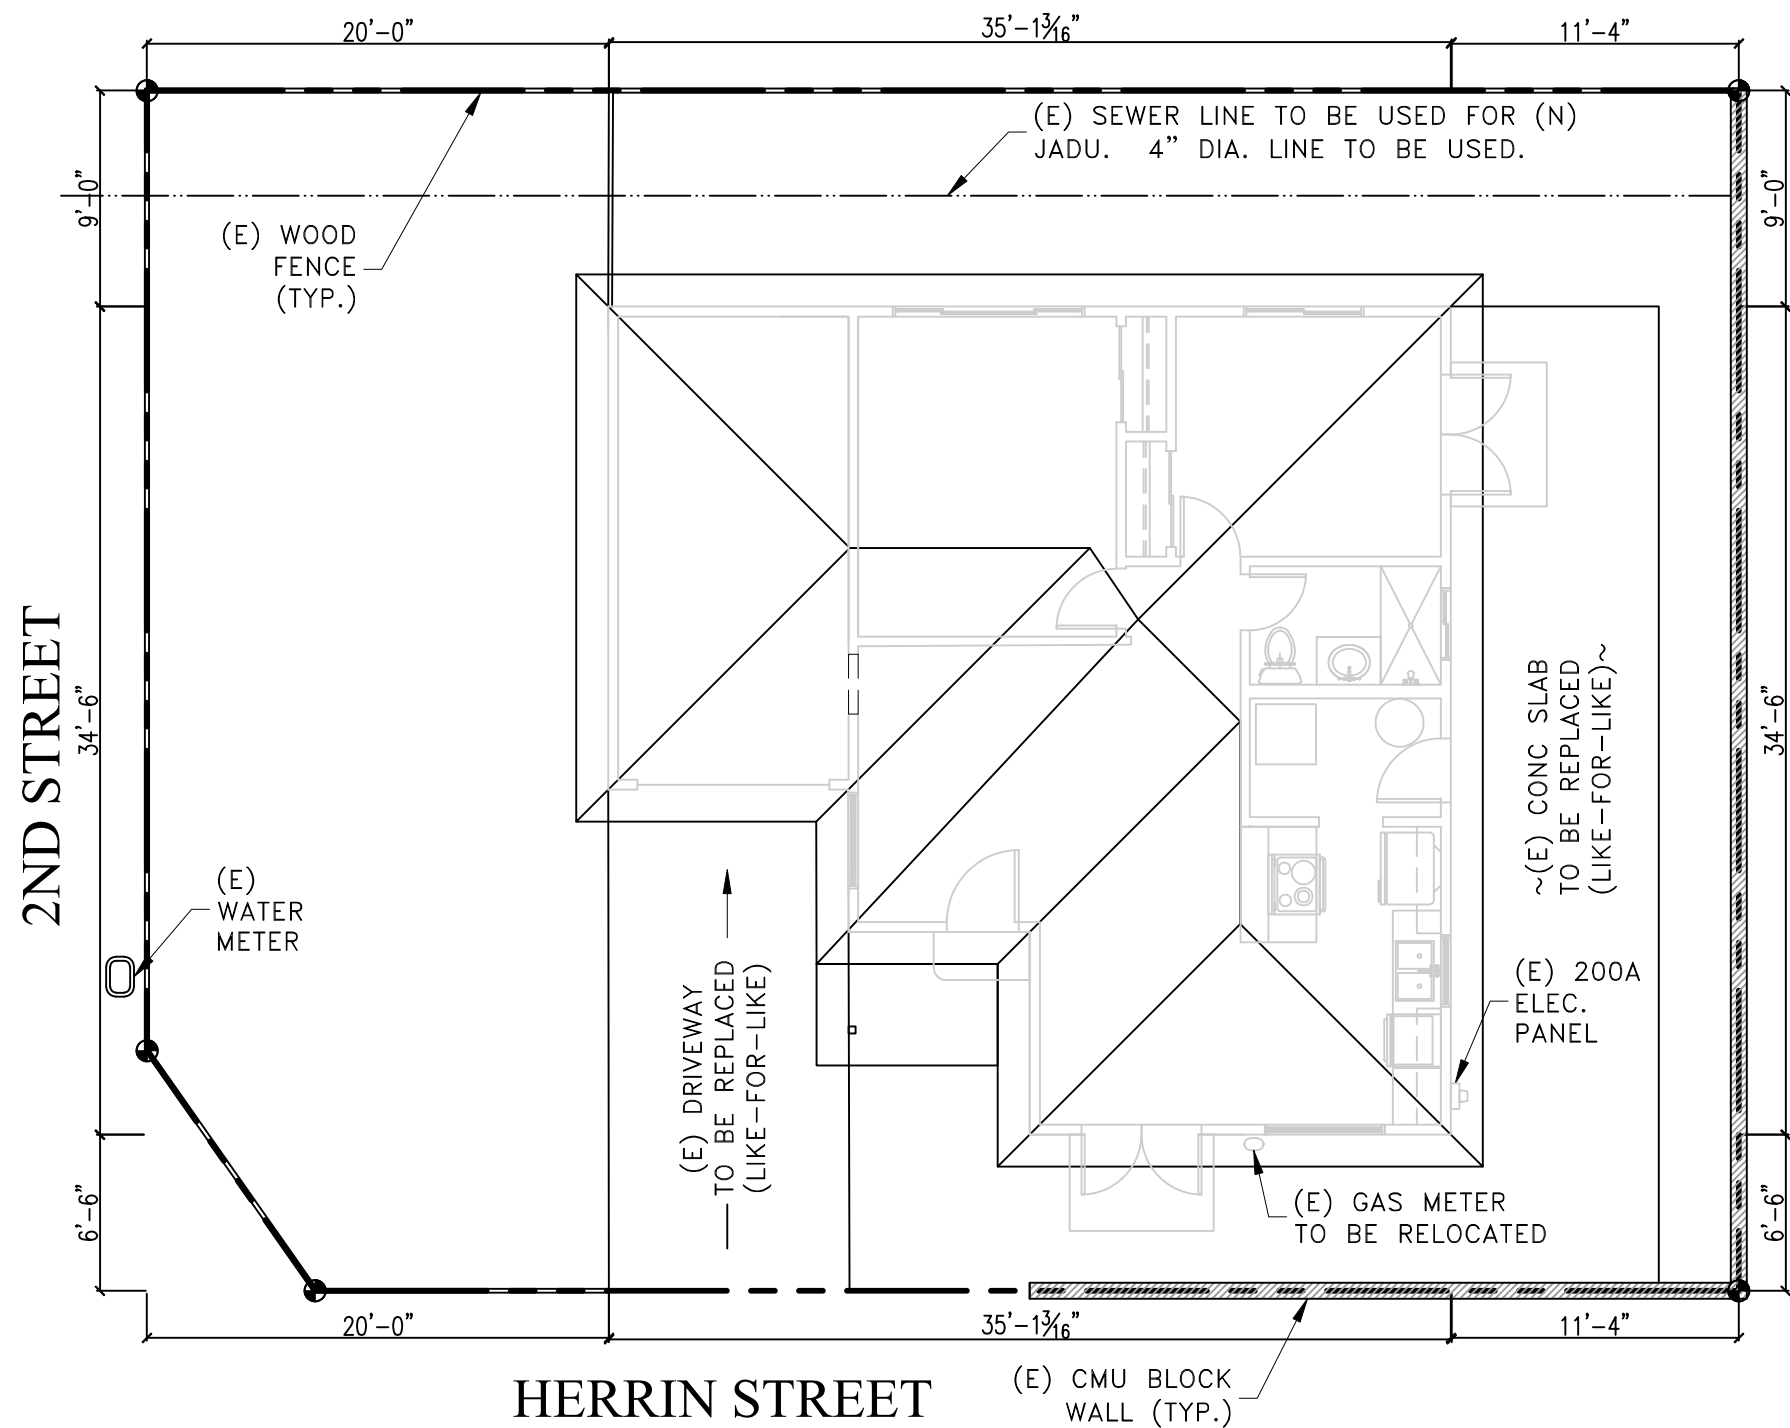 20'-0"
35'-1 3/16"
11'-4"
(E) SEWER LINE TO BE USED FOR (N)
JADU. 4" DIA. LINE TO BE USED.
9'-0"
9'-0"
(E) WOOD
FENCE
(TYP.)
2ND STREET
34'-6"
34'-6"
~(E) CONC SLAB
TO BE REPLACED
(LIKE-FOR-LIKE)~
(E)
WATER
METER
(E) DRIVEWAY
TO BE REPLACED
(LIKE-FOR-LIKE)
(E) 200A
ELEC.
PANEL
6'-6"
6'-6"
(E) GAS METER
TO BE RELOCATED
20'-0"
35'-1 3/16"
11'-4"
HERRIN STREET
(E) CMU BLOCK
WALL (TYP.)